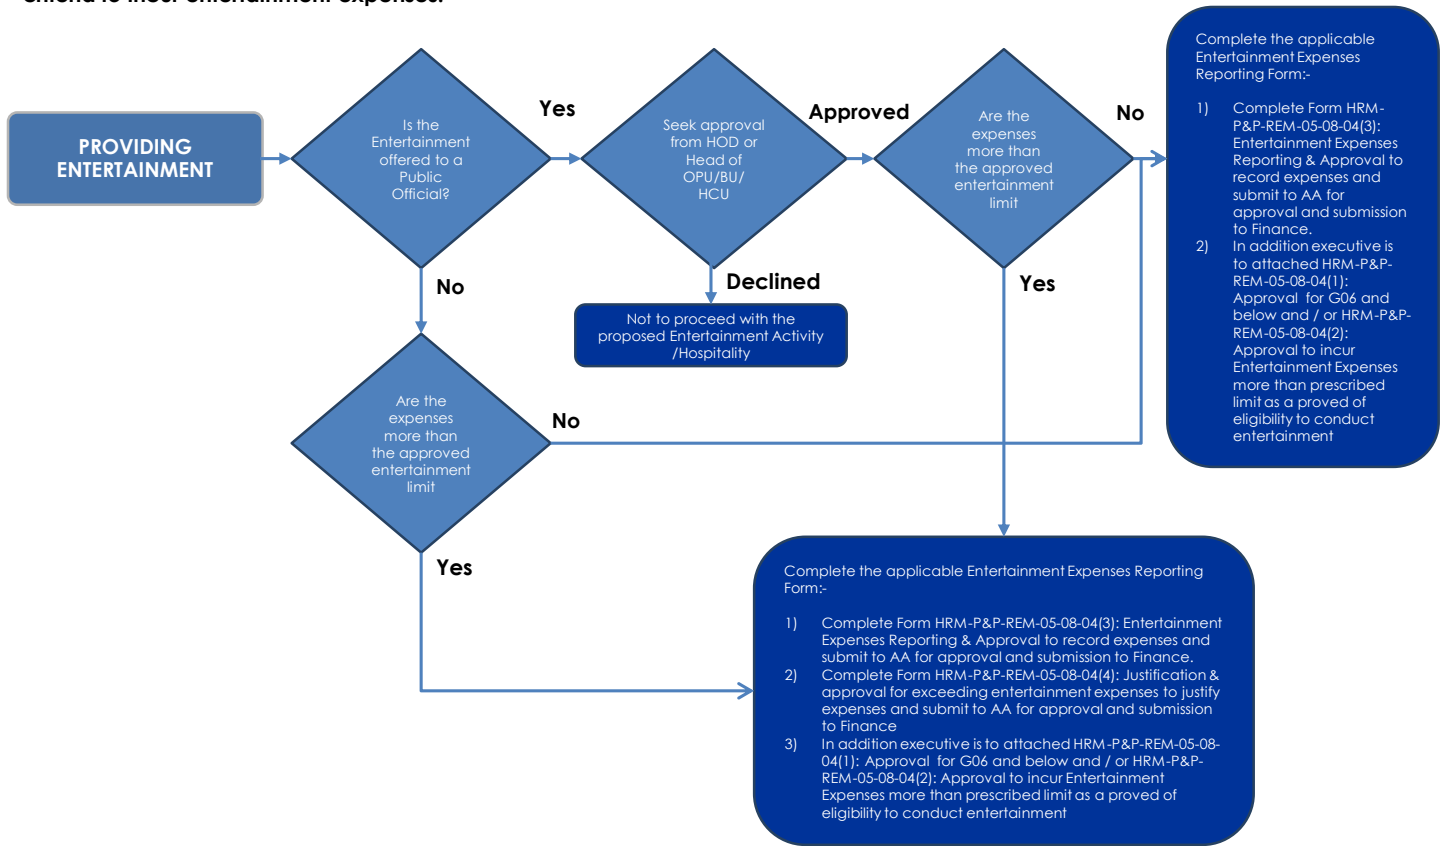 PROVIDING
ENTERTAINMENT
Is the
Entertainment
offered to a
Public
Official?
Yes
Seek approval
from HOD or
Head of
OPU/BU/
HCU
Approved
Are the
expenses
more than
the approved
entertainment
limit
No
Complete the applicable
Entertainment Expenses
Reporting Form:-
1) Complete Form HRM-
P&P-REM-05-08-04(3):
Entertainment Expenses
Reporting & Approval to
record expenses and
submit to AA for
approval and submission
to Finance.
2) In addition executive is
to attached HRM-P&P-
REM-05-08-04(1):
Approval for G06 and
below and / or HRM-P&P-
REM-05-08-04(2):
Approval to incur
Entertainment Expenses
more than prescribed
limit as a proved of
eligibility to conduct
entertainment
No
Declined
Yes
Not to proceed with the
proposed Entertainment Activity
/Hospitality
Are the
expenses
more than
the approved
entertainment
limit
No
Yes
Complete the applicable Entertainment Expenses Reporting
Form:-
1) Complete Form HRM-P&P-REM-05-08-04(3): Entertainment
Expenses Reporting & Approval to record expenses and
submit to AA for approval and submission to Finance.
2) Complete Form HRM-P&P-REM-05-08-04(4): Justification &
approval for exceeding entertainment expenses to justify
expenses and submit to AA for approval and submission
to Finance
3) In addition executive is to attached HRM-P&P-REM-05-08-
04(1): Approval for G06 and below and / or HRM-P&P-
REM-05-08-04(2): Approval to incur Entertainment
Expenses more than prescribed limit as a proved of
eligibility to conduct entertainment